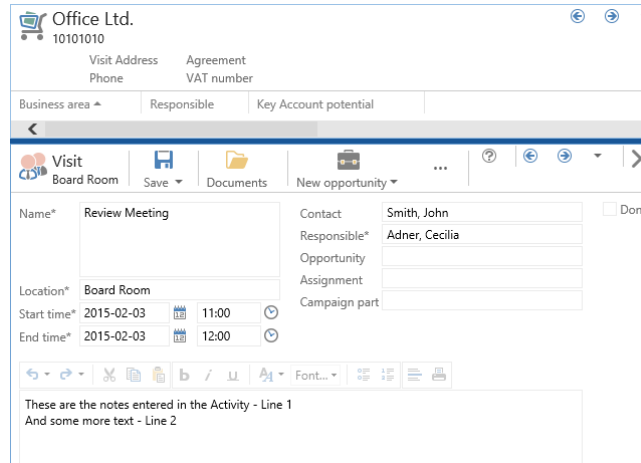 Office Ltd.
10101010
Visit Address Agreement
Phone VAT number
Business area Responsible Key Account potential
Visit
Board Room
Save Documents New opportunity ...
Name* Review Meeting
Contact Smith, John
Responsible* Adner, Cecilia
Opportunity
Assignment
Campaign part
Don
Location* Board Room
Start time* 2015-02-03 12 11:00
End time* 2015-02-03 12 12:00
b i u A Font...
These are the notes entered in the Activity - Line 1
And some more text - Line 2